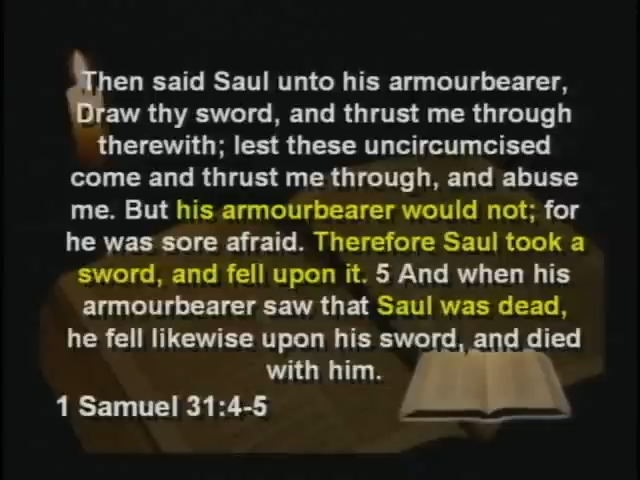 Then said Saul unto his armourbearer,
Draw thy sword, and thrust me through
therewith; lest these uncircumcised
come and thrust me through, and abuse
me. But his armourbearer would not; for
he was sore afraid. Therefore Saul took a
sword, and fell upon it. 5 And when his
armourbearer saw that Saul was dead,
he fell likewise upon his sword, and died
with him.
1 Samuel 31:4-5